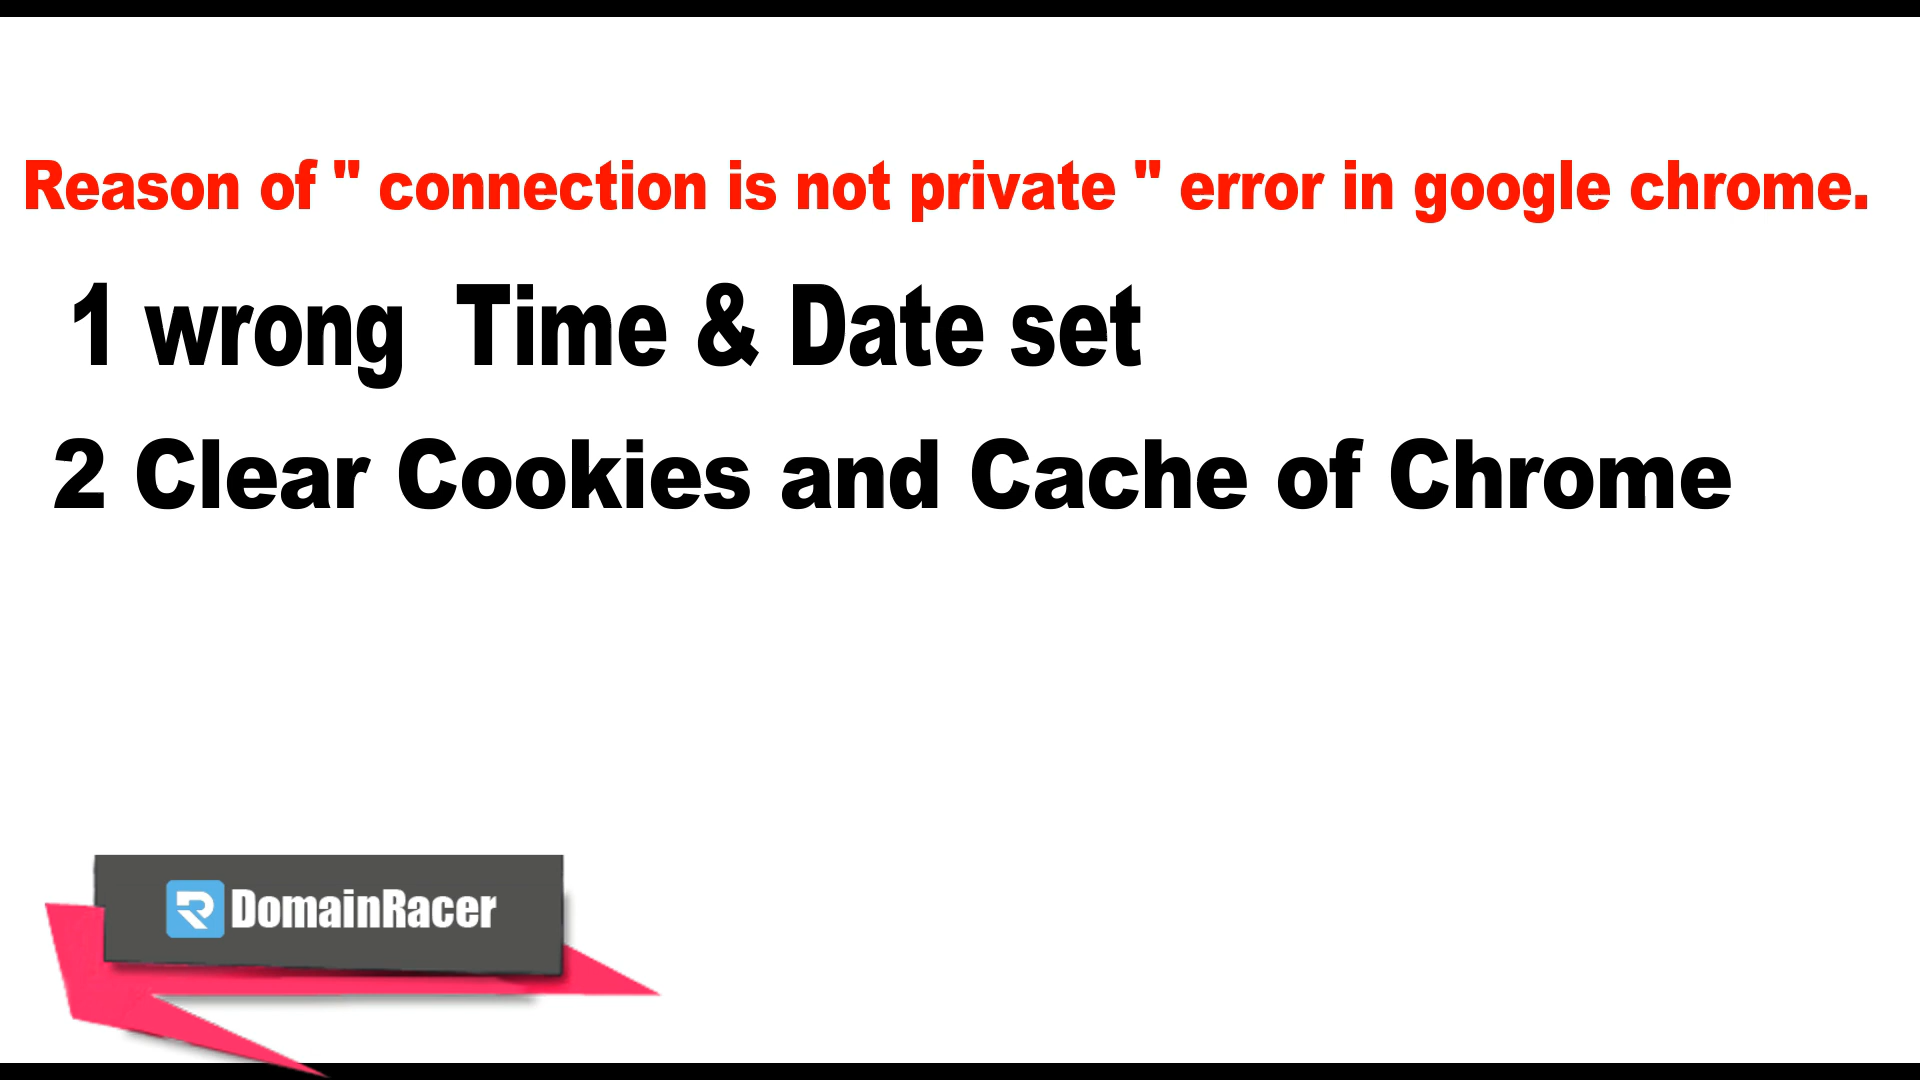 Reason of " connection is not private " error in google chrome.
1 wrong  Time & Date set
2 Clear Cookies and Cache of Chrome
DomainRacer